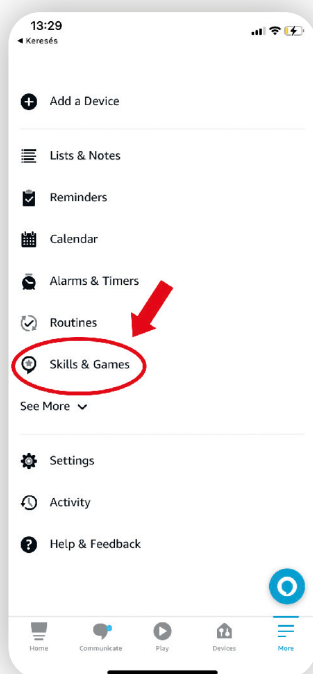 13:29
◀ Keresés
Add a Device
Lists & Notes
Reminders
Calendar
Alarms & Timers
Routines
Skills & Games
See More
Settings
Activity
Help & Feedback
Home Communicate Play Devices More